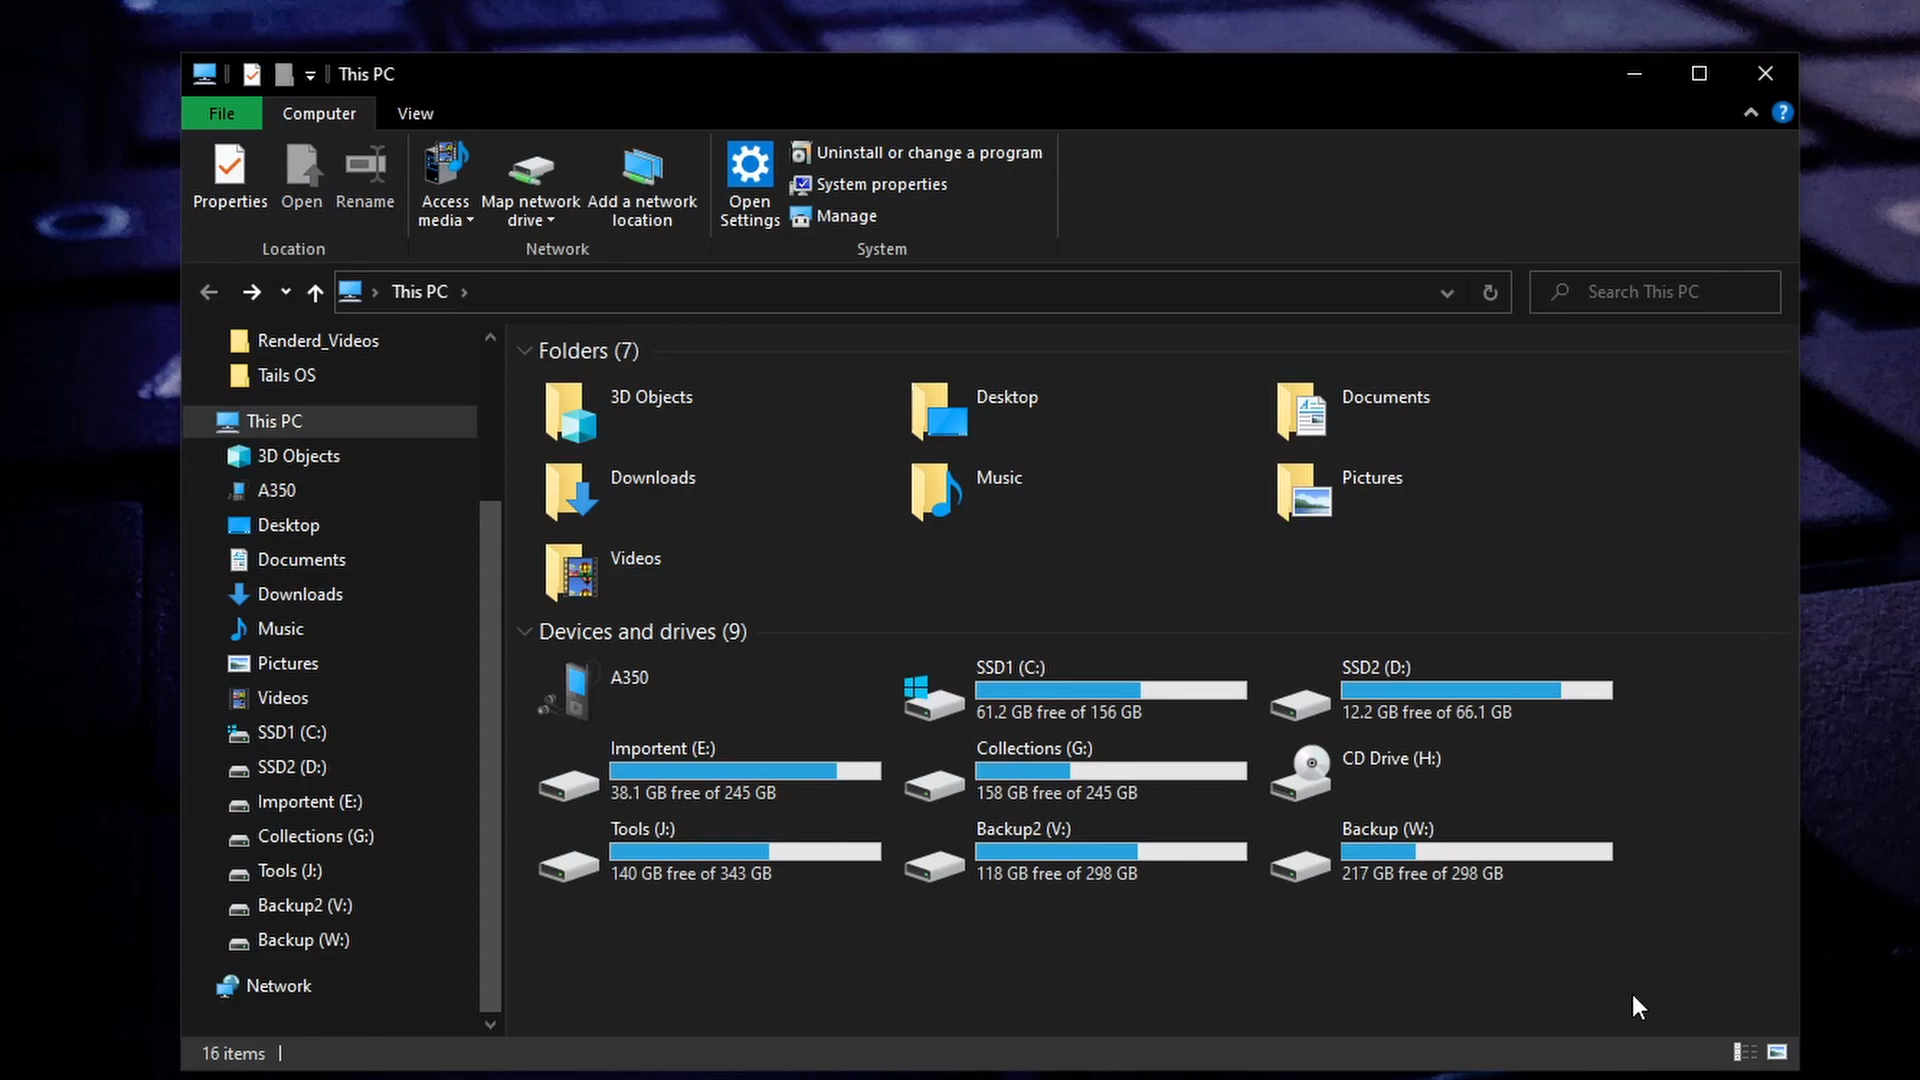 This PC
File
Computer
View
Properties
Open
Rename
Access
media
Map network
drive
Add a network
location
Open
Settings
Uninstall or change a program
System properties
Manage
Location
Network
System
This PC
Search This PC
Renderd_Videos
Tails OS
This PC
3D Objects
A350
Desktop
Documents
Downloads
Music
Pictures
Videos
SSD1 (C:)
SSD2 (D:)
Importent (E:)
Collections (G:)
Tools (J:)
Backup2 (V:)
Backup (W:)
Network
Folders (7)
3D Objects
Desktop
Documents
Downloads
Music
Pictures
Videos
Devices and drives (9)
A350
SSD1 (C:)
61.2 GB free of 156 GB
SSD2 (D:)
12.2 GB free of 66.1 GB
Importent (E:)
38.1 GB free of 245 GB
Collections (G:)
158 GB free of 245 GB
CD Drive (H:)
Tools (J:)
140 GB free of 343 GB
Backup2 (V:)
118 GB free of 298 GB
Backup (W:)
217 GB free of 298 GB
16 items